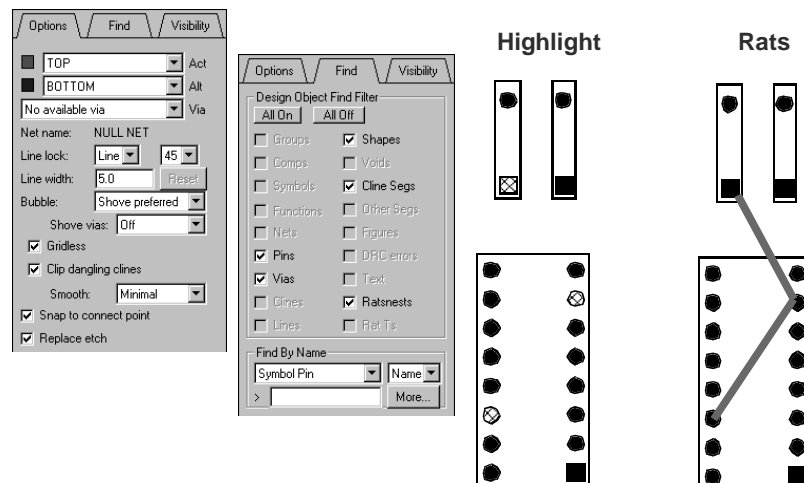 Options Find Visibility
TOP Act
BOTTOM Alt
No available via Via
Net name: NULL NET
Line lock: Line 45
Line width: 5.0 Reset
Bubble: Shove preferred
Shove vias: Off
Gridless
Clip dangling clines
Smooth: Minimal
Snap to connect point
Replace etch
Options Find Visibility
Design Object Find Filter
All On All Off
Groups Shapes
Comps Voids
Symbols Cline Segs
Functions Other Segs
Nets Figures
Pins DRC errors
Vias Text
Clines Ratsnests
Lines Rat Ts
Find By Name
Symbol Pin Name
> More...
Highlight
Rats